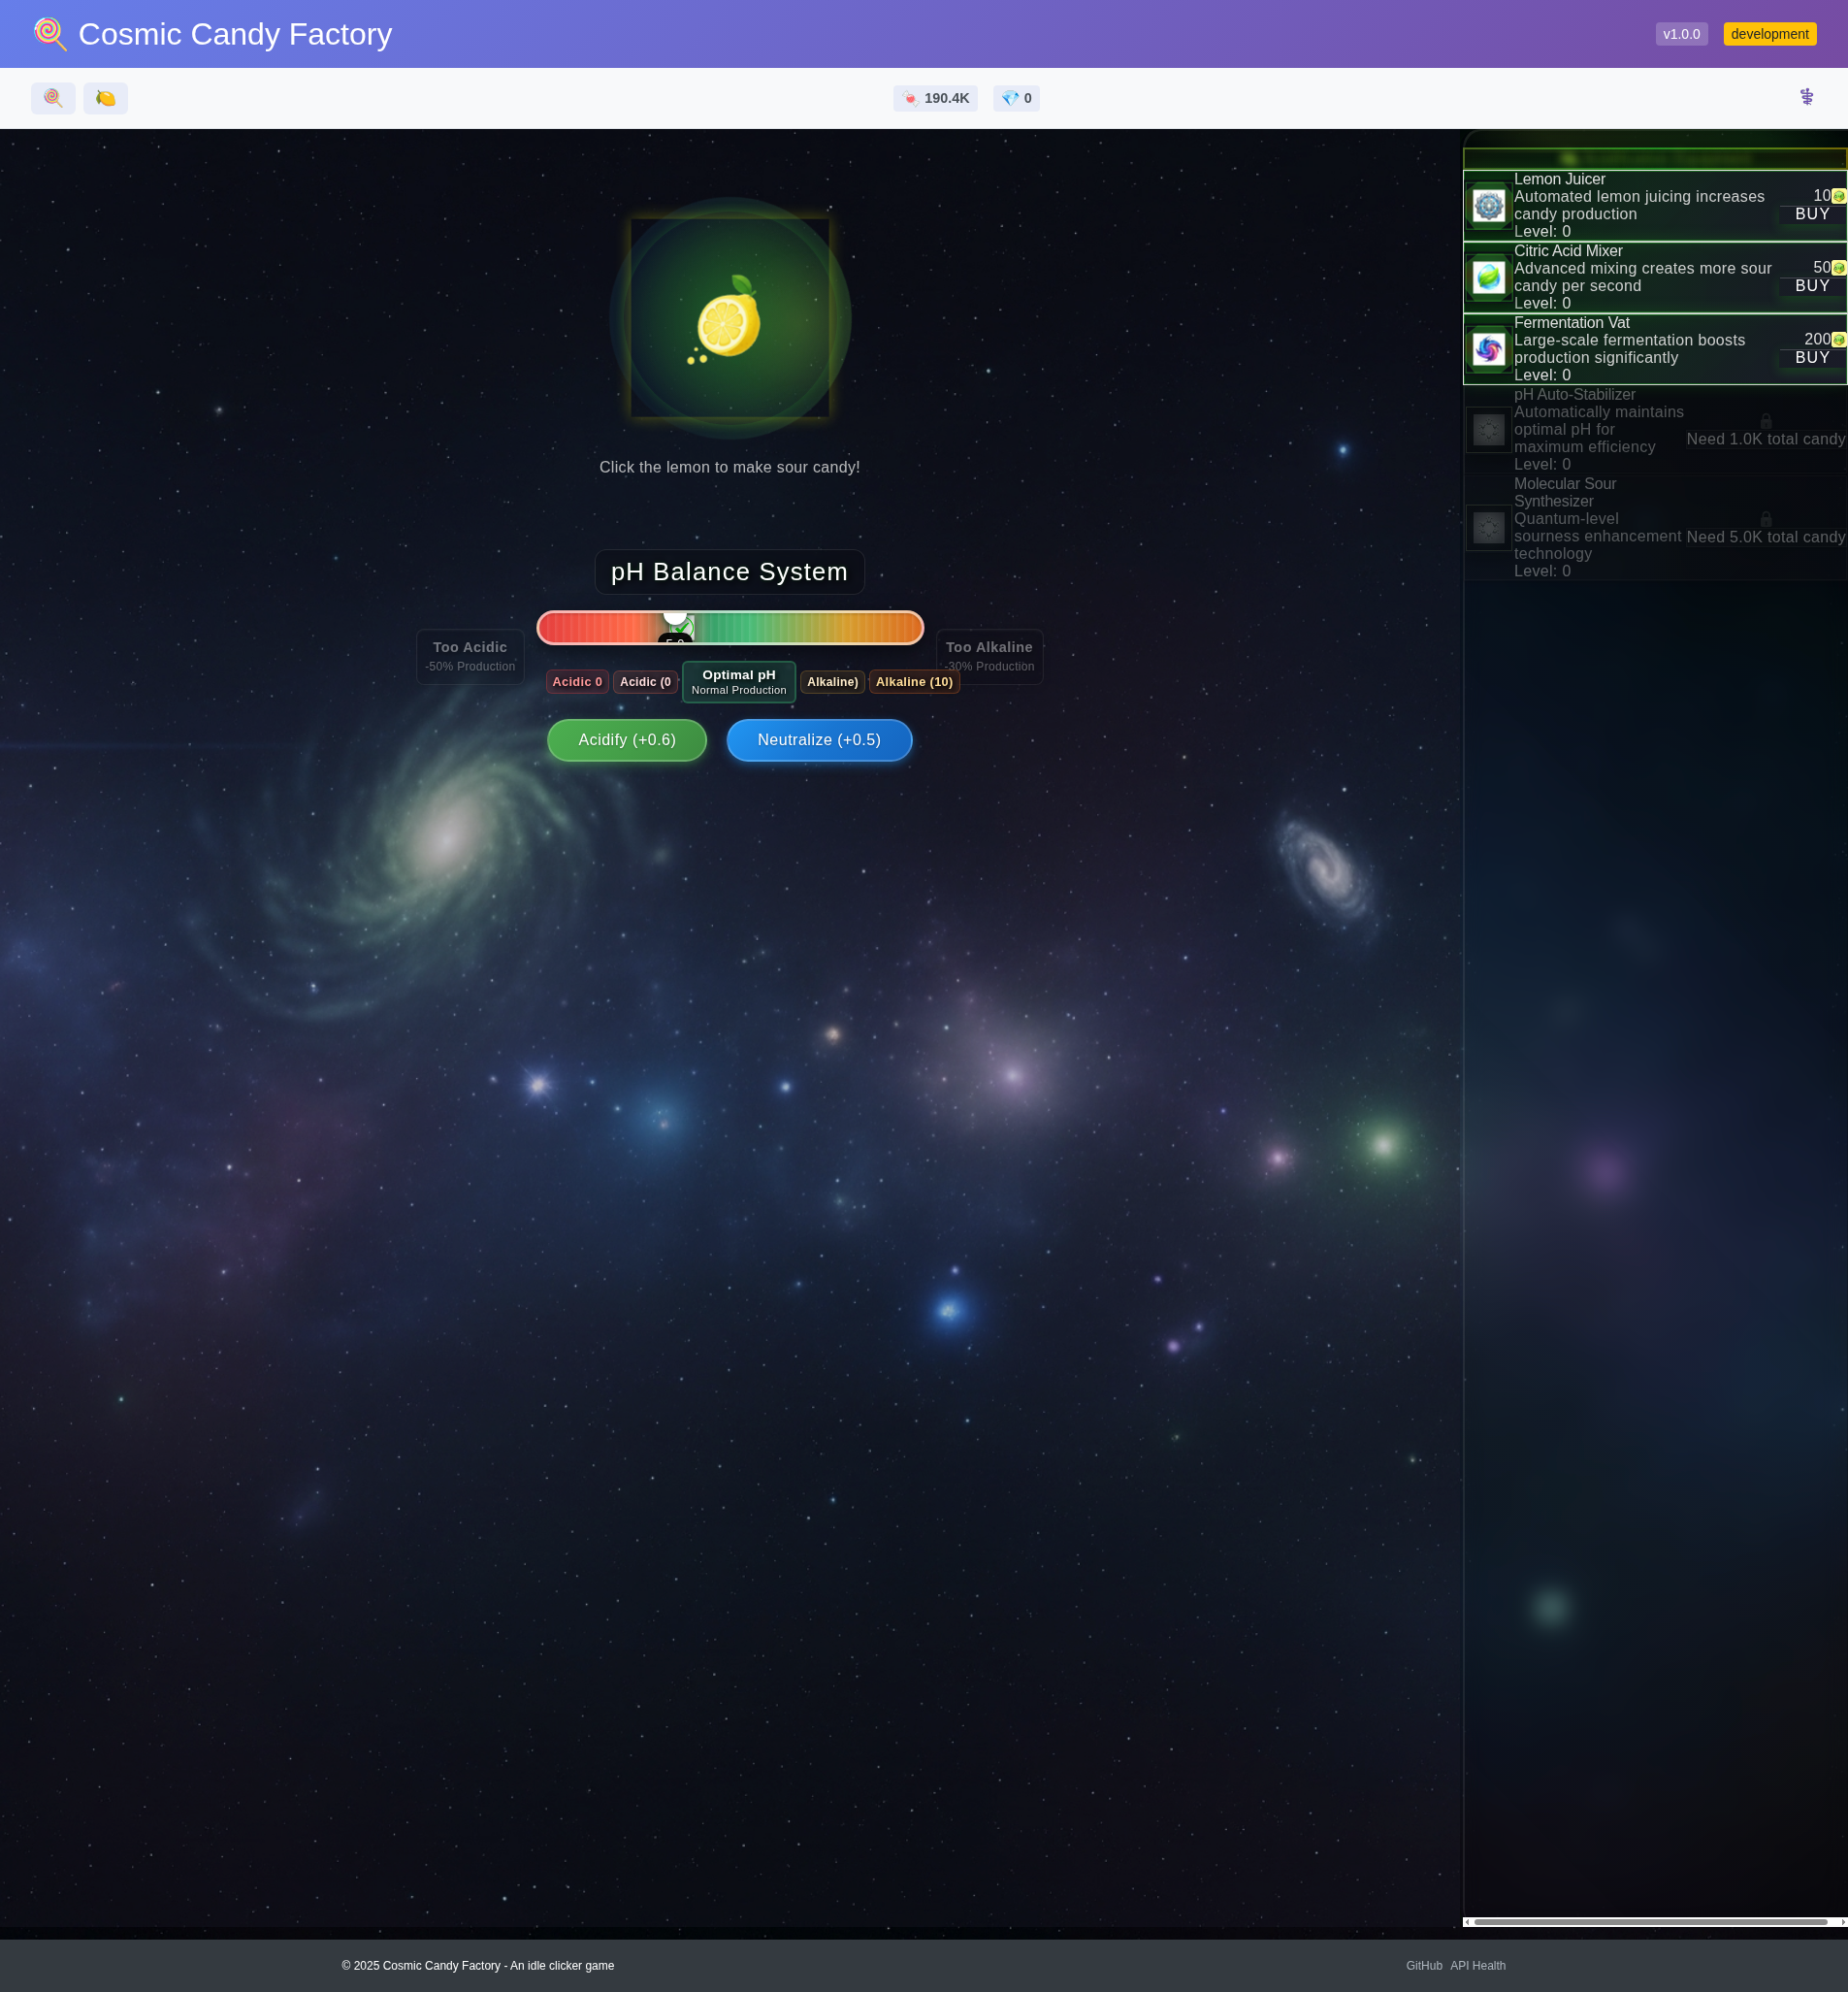 Cosmic Candy Factory
v1.0.0
development
190.4K
0
Lemon Juicer
Automated lemon juicing increases
candy production
Level: 0
10
BUY
Citric Acid Mixer
Advanced mixing creates more sour
candy per second
Level: 0
50
BUY
Fermentation Vat
Large-scale fermentation boosts
production significantly
Level: 0
200
BUY
pH Auto-Stabilizer
Automatically maintains
optimal pH for
maximum efficiency
Level: 0
Need 1.0K total candy
Molecular Sour
Synthesizer
Quantum-level
sourness enhancement
technology
Level: 0
Need 5.0K total candy
Click the lemon to make sour candy!
pH Balance System
Too Acidic
-50% Production
Too Alkaline
-30% Production
Acidic 0
Acidic (0
Optimal pH
Normal Production
Alkaline)
Alkaline (10)
Acidify (+0.6)
Neutralize (+0.5)
© 2025 Cosmic Candy Factory - An idle clicker game
GitHub
API Health